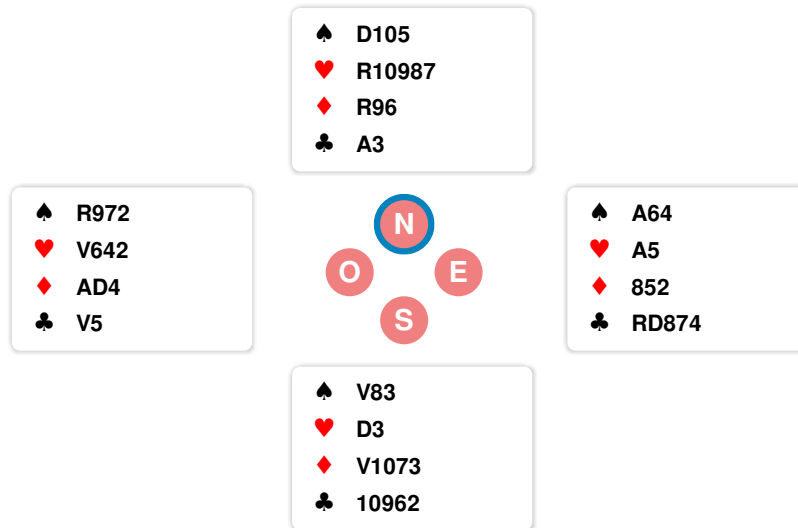 ♠ D105
♥ R10987
♦ R96
♣ A3
♠ R972
♥ V642
♦ AD4
♣ V5
N
O E
S
♠ A64
♥ A5
♦ 852
♣ RD874
♠ V83
♥ D3
♦ V1073
♣ 10962